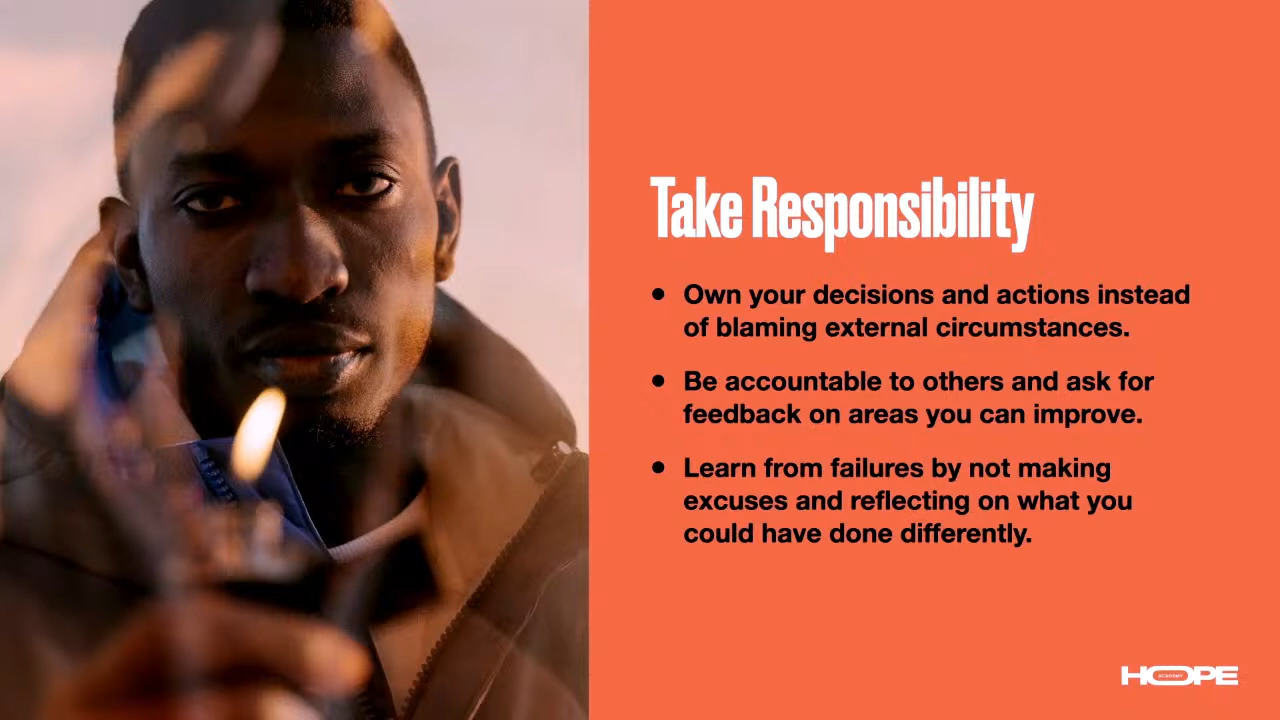 Take Responsibility
• Own your decisions and actions instead
of blaming external circumstances.
• Be accountable to others and ask for
feedback on areas you can improve.
• Learn from failures by not making
excuses and reflecting on what you
could have done differently.
HOPE
ACADEMY